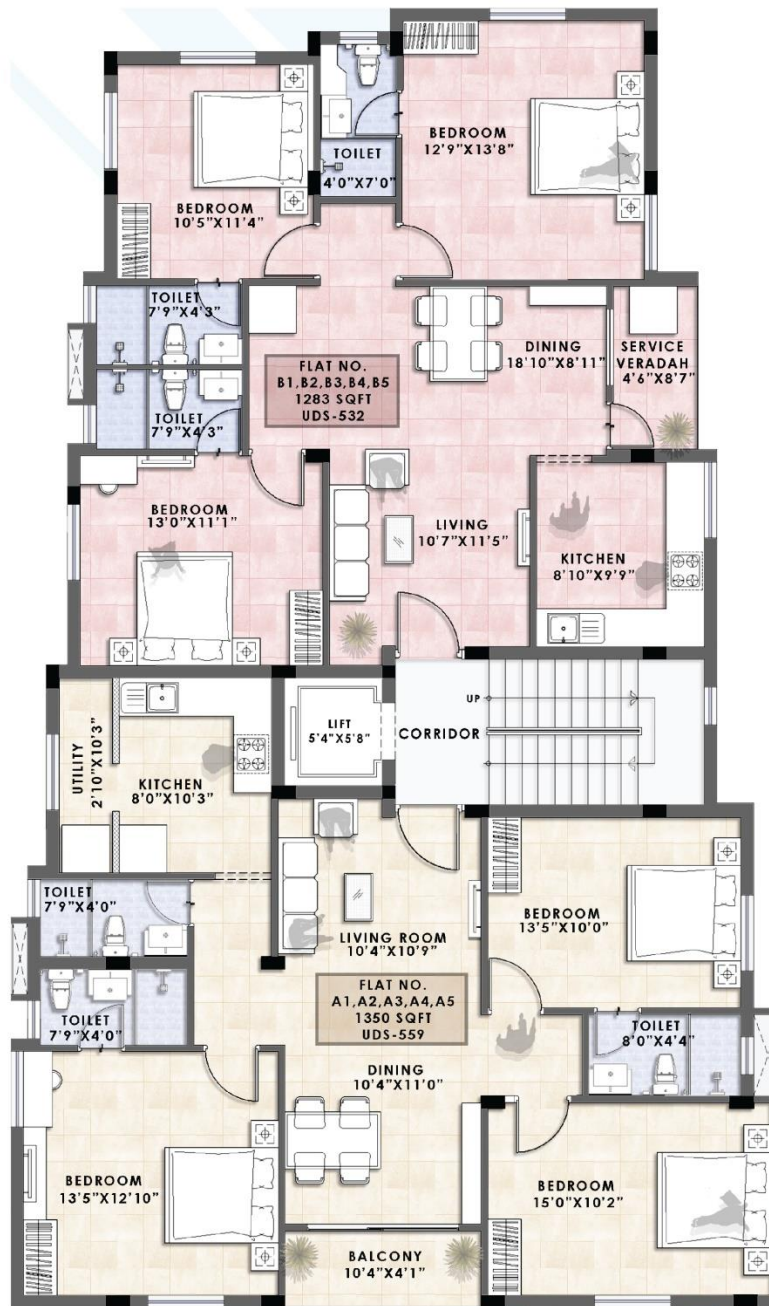 BEDROOM
12'9"X13'8"
TOILET
4'0"X7'0"
BEDROOM
10'5"X11'4"
TOILET
7'9"X4'3"
DINING
18'10"X8'11"
SERVICE
VERADAH
4'6"X8'7"
FLAT NO.
B1,B2,B3,B4,B5
1283 SQFT
UDS-532
TOILET
7'9"X4'3"
BEDROOM
13'0"X11'1"
LIVING
10'7"X11'5"
KITCHEN
8'10"X9'9"
UP
LIFT
5'4"X5'8"
CORRIDOR
UTILITY
2'10"X10'3"
KITCHEN
8'0"X10'3"
TOILET
7'9"X4'0"
BEDROOM
13'5"X10'0"
LIVING ROOM
10'4"X10'9"
FLAT NO.
A1,A2,A3,A4,A5
1350 SQFT
UDS-559
TOILET
7'9"X4'0"
TOILET
8'0"X4'4"
DINING
10'4"X11'0"
BEDROOM
13'5"X12'10"
BEDROOM
15'0"X10'2"
BALCONY
10'4"X4'1"